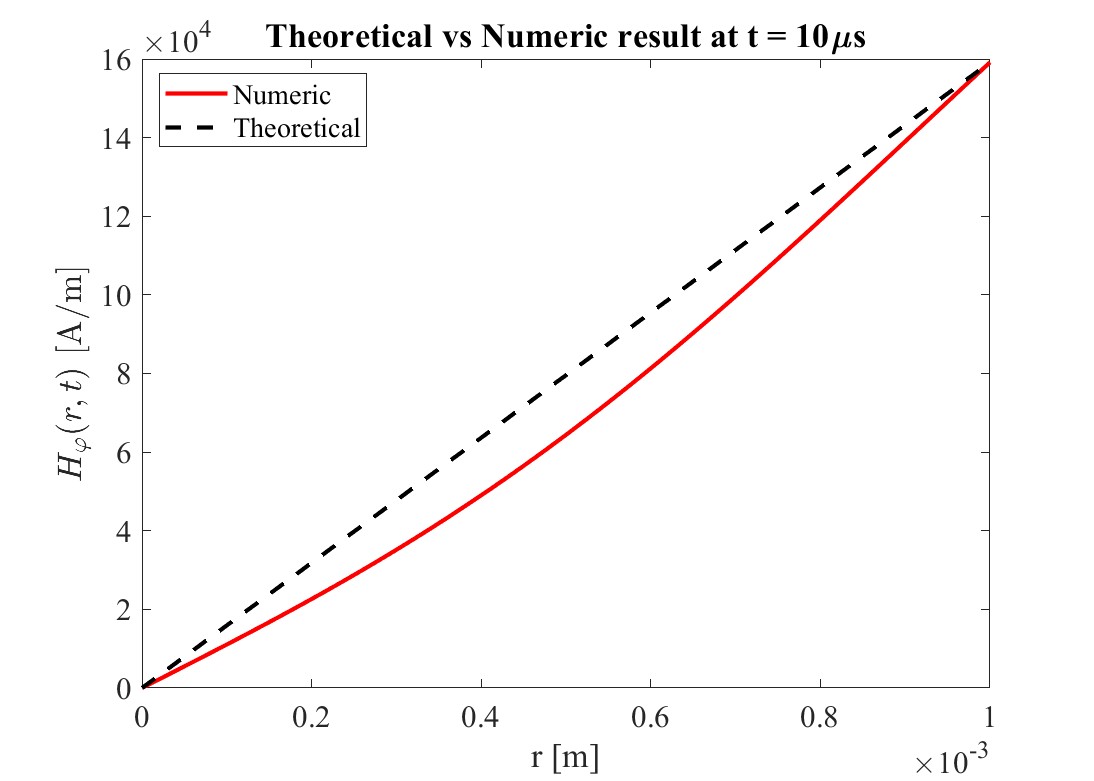 Theoretical vs Numeric result at t = 10μs
×10⁴
Numeric
Theoretical
16
14
12
10
8
6
4
2
0
H_φ(r, t) [A/m]
0 0.2 0.4 0.6 0.8 1
r [m]
×10⁻³